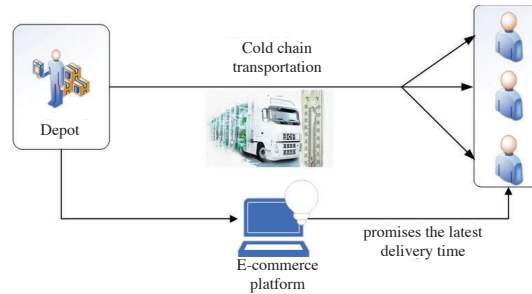 Cold chain
transportation
Depot
promises the latest
delivery time
E-commerce
platform